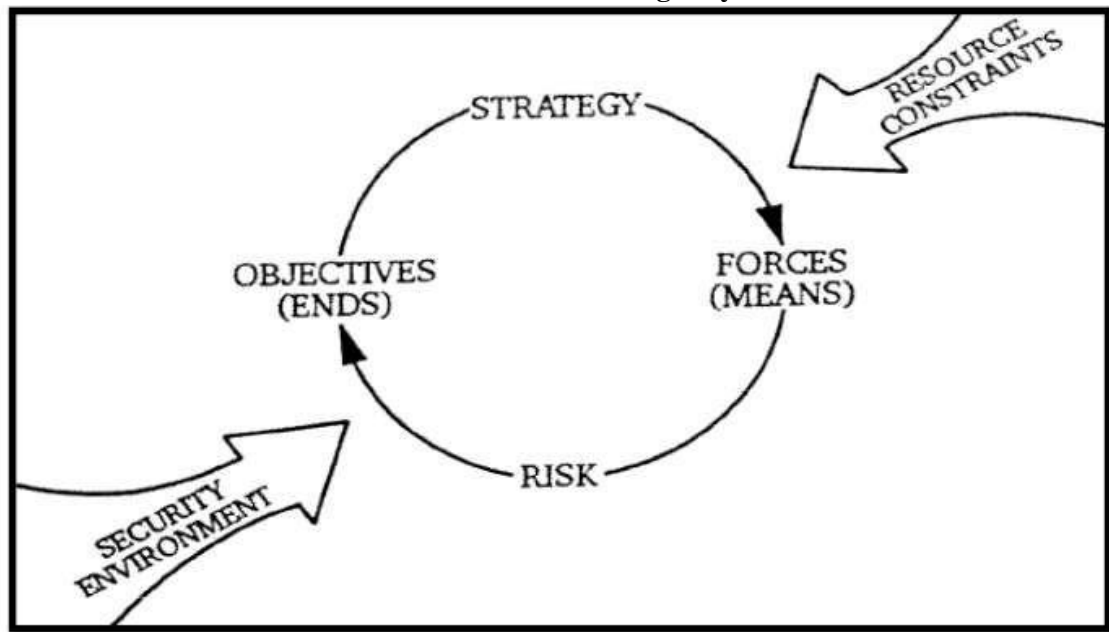 RESOURCE
CONSTRAINTS
STRATEGY
OBJECTIVES
(ENDS)
FORCES
(MEANS)
RISK
SECURITY
ENVIRONMENT